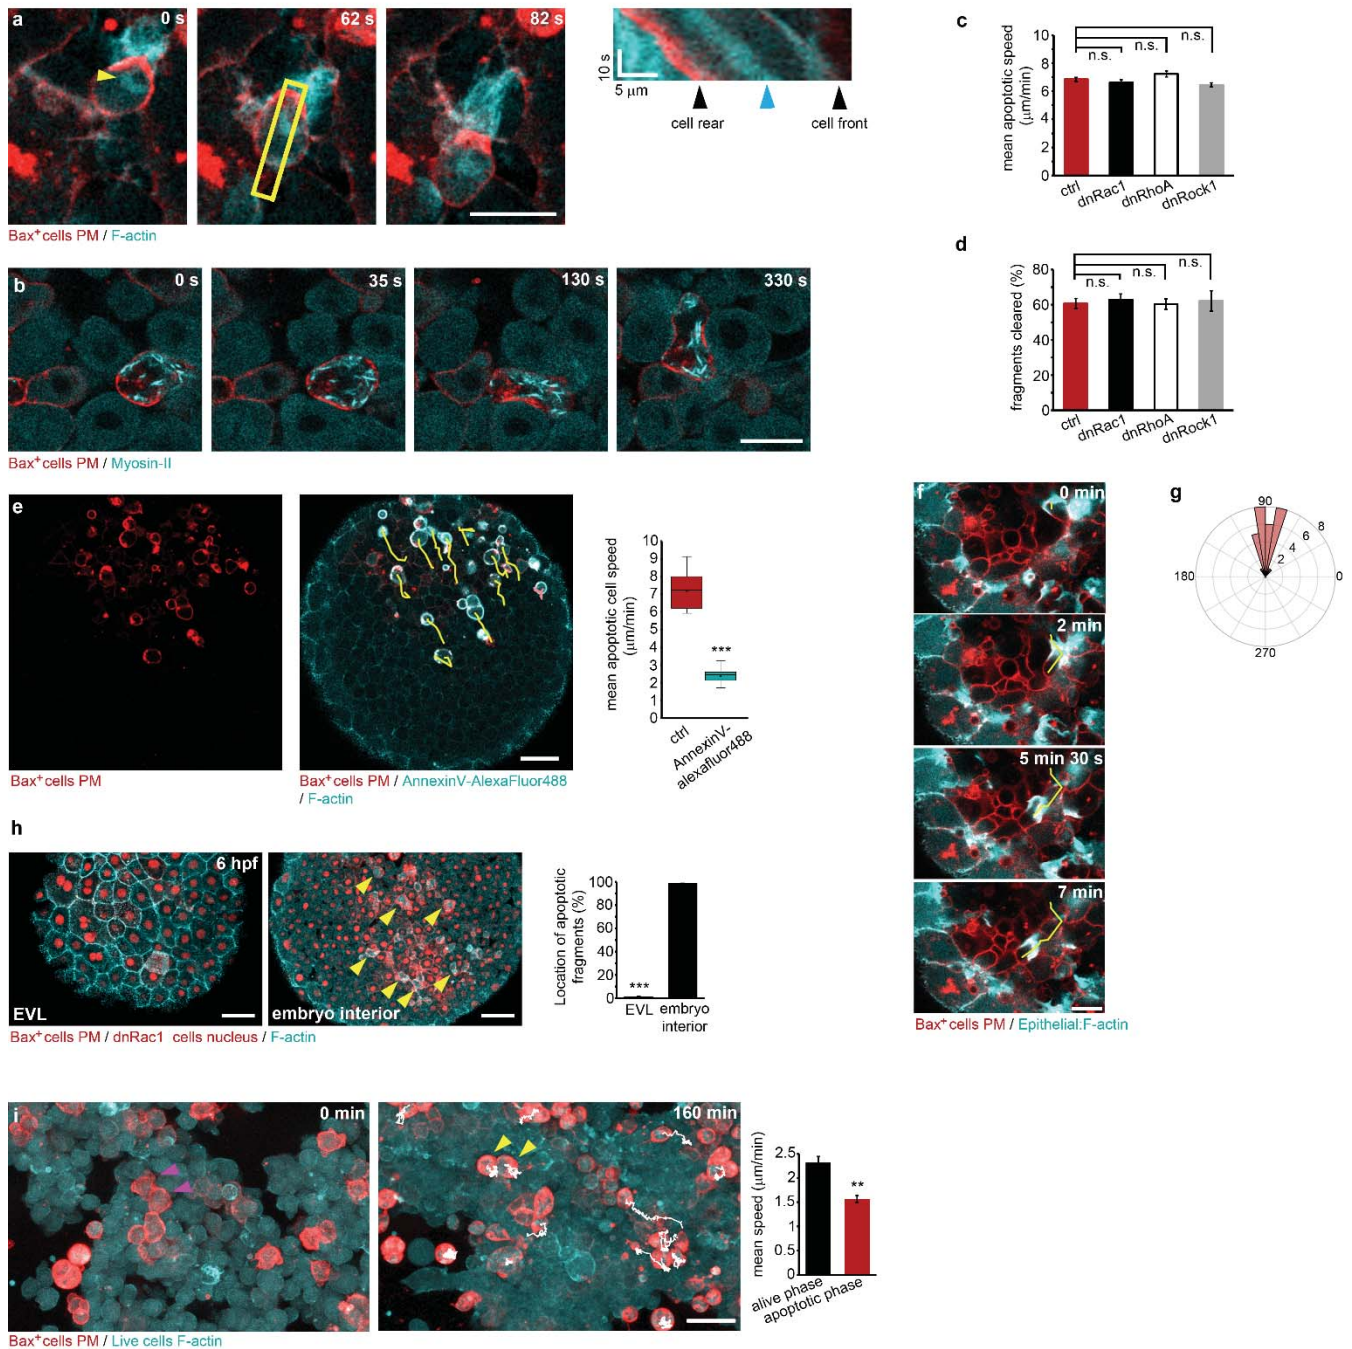 a
0 s
62 s
82 s
10 s
5 μm
cell rear
cell front
Bax⁺cells PM / F-actin
b
0 s
35 s
130 s
330 s
Bax⁺cells PM / Myosin-II
c
mean apoptotic speed
(μm/min)
10
8
6
4
2
0
n.s.
n.s.
n.s.
ctrl
dnRac1
dnRhoA
dnRock1
d
fragments cleared (%)
80
60
40
20
0
n.s.
n.s.
n.s.
ctrl
dnRac1
dnRhoA
dnRock1
e
Bax⁺cells PM
Bax⁺cells PM / AnnexinV-AlexaFluor488
/ F-actin
mean apoptotic cell speed
(μm/min)
10
9
8
7
6
5
4
3
2
1
0
***
ctrl
AnnexinV-
alexafluor488
f
0 min
2 min
5 min 30 s
7 min
Bax⁺cells PM / Epithelial:F-actin
g
90
8
6
4
2
180
0
270
h
6 hpf
EVL
embryo interior
Bax⁺cells PM / dnRac1 cells nucleus / F-actin
Location of apoptotic
fragments (%)
100
80
60
40
20
0
***
EVL
embryo
interior
i
0 min
160 min
Bax⁺cells PM / Live cells F-actin
mean speed (μm/min)
2.5
2
1.5
1
0.5
0
**
alive phase
apoptotic phase